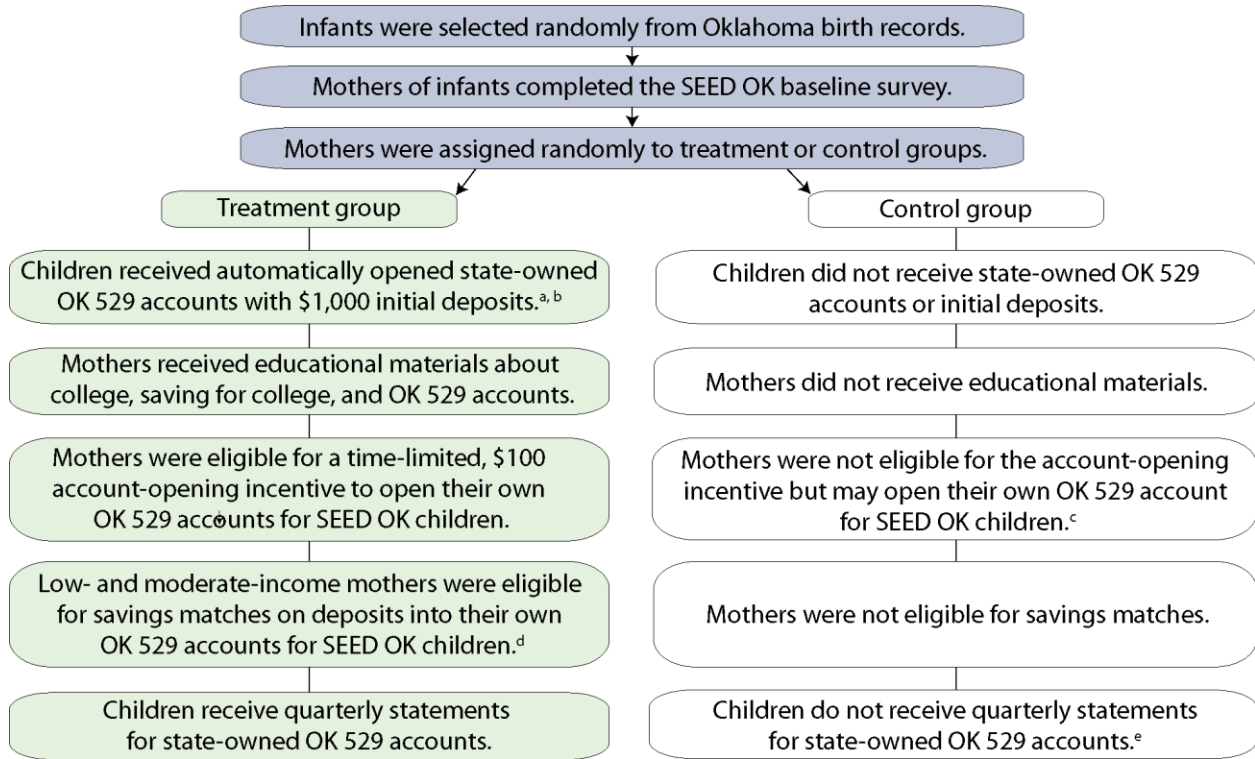 Infants were selected randomly from Oklahoma birth records.
Mothers of infants completed the SEED OK baseline survey.
Mothers were assigned randomly to treatment or control groups.
Treatment group
Children received automatically opened state-owned
OK 529 accounts with $1,000 initial deposits.a, b
Mothers received educational materials about
college, saving for college, and OK 529 accounts.
Mothers were eligible for a time-limited, $100
account-opening incentive to open their own
OK 529 accounts for SEED OK children.
Low- and moderate-income mothers were eligible
for savings matches on deposits into their own
OK 529 accounts for SEED OK children.d
Children receive quarterly statements
for state-owned OK 529 accounts.
Control group
Children did not receive state-owned OK 529
accounts or initial deposits.
Mothers did not receive educational materials.
Mothers were not eligible for the account-opening
incentive but may open their own OK 529 account
for SEED OK children.c
Mothers were not eligible for savings matches.
Children do not receive quarterly statements
for state-owned OK 529 accounts.e